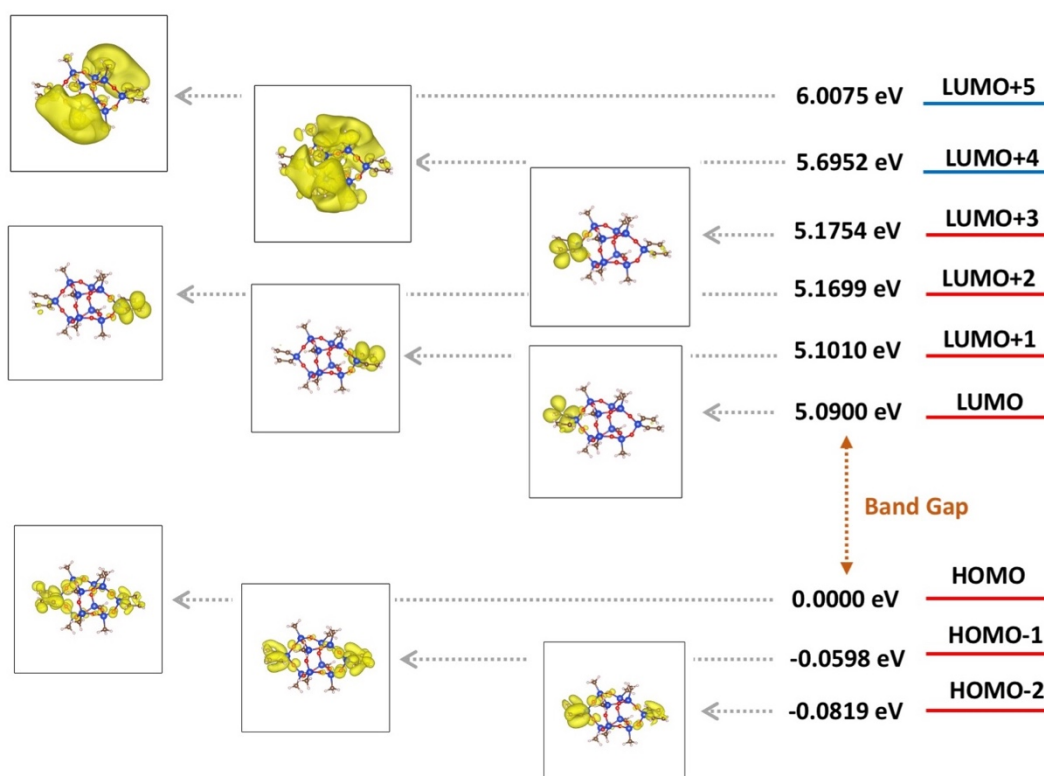 6.0075 eV LUMO+5
5.6952 eV LUMO+4
5.1754 eV LUMO+3
5.1699 eV LUMO+2
5.1010 eV LUMO+1
5.0900 eV LUMO
Band Gap
0.0000 eV HOMO
-0.0598 eV HOMO-1
-0.0819 eV HOMO-2